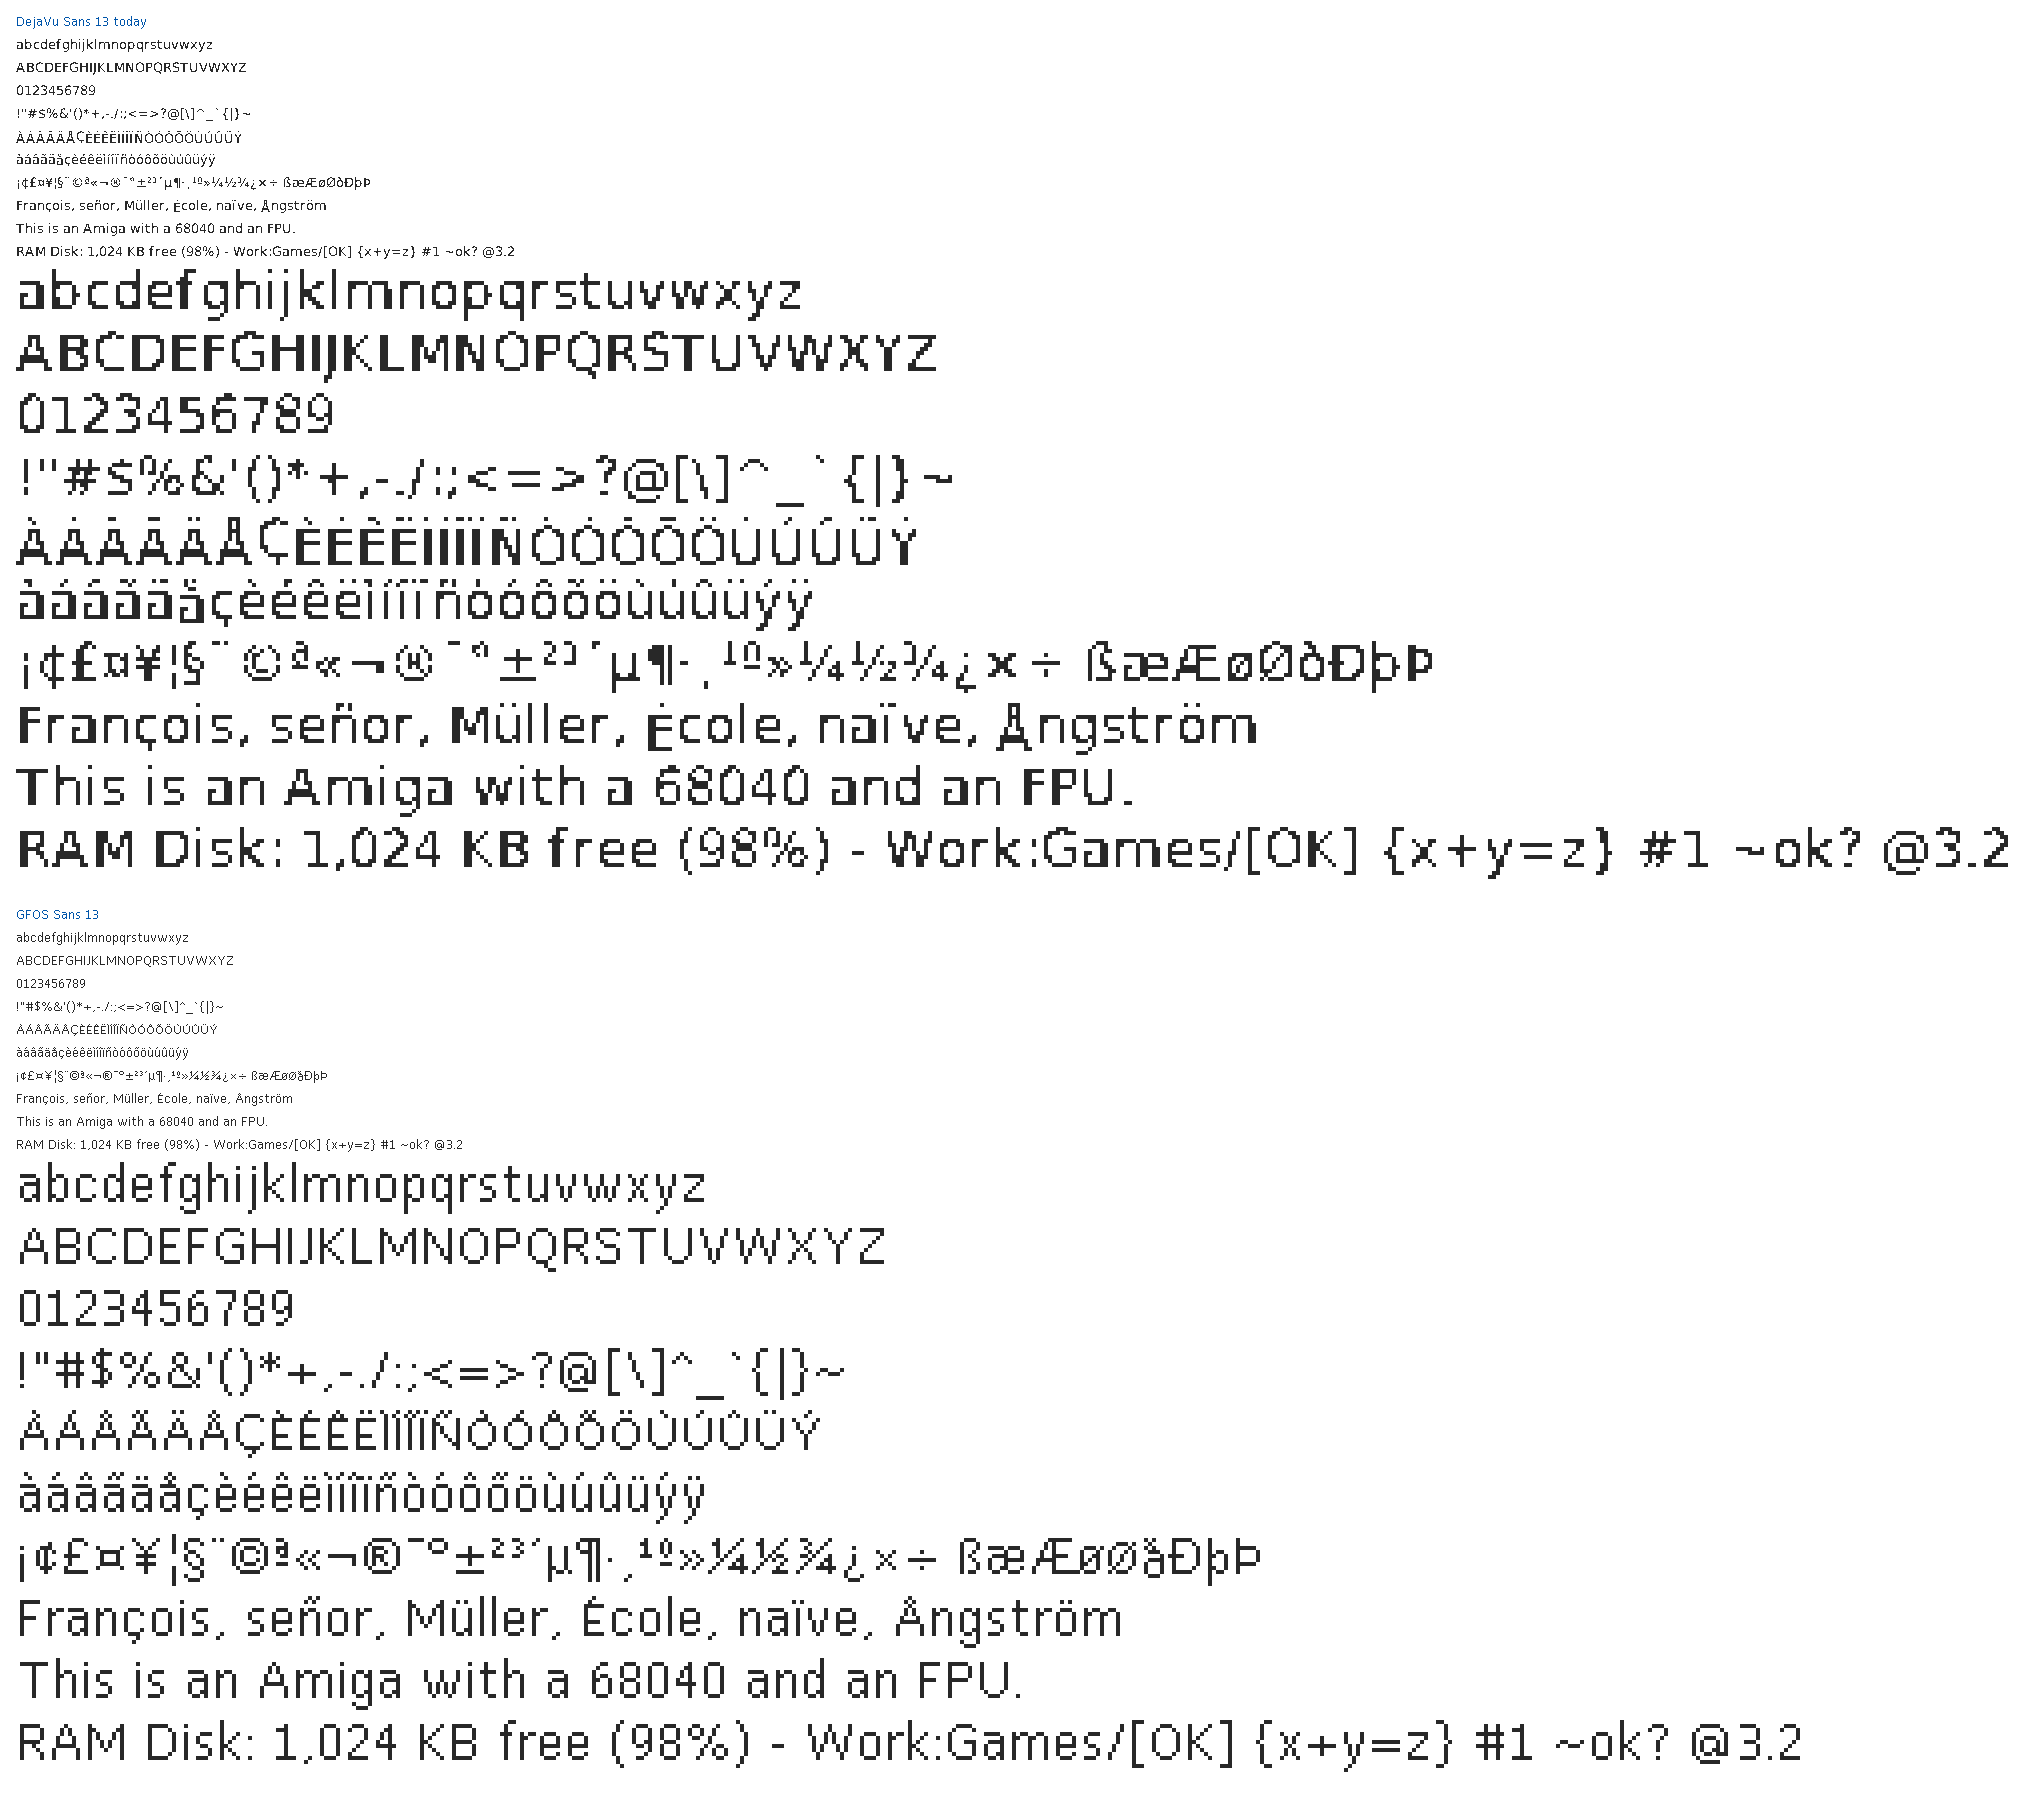 DejaVu Sans 13 today
abcdefghijklmnopqrstuvwxyz
ABCDEFGHIJKLMNOPQRSTUVWXYZ
0123456789
!"#$%&'()*+,-./:;<=>?@[\]^_`{|}~
ÀÁÂÃÄÅÇÈÉÊËÌÍÎÏÑÒÓÔÕÖÙÚÛÜÝ
àáâãäåçèéêëìíîïñòóôõöùúûüýÿ
¡¢£¤¥¦§¨©ª«¬®¯°±²³´µ¶·¸¹º»¼½¾¿×÷ ßæÆøØðÐþÞ
François, señor, Müller, École, naïve, Ångström
This is an Amiga with a 68040 and an FPU.
RAM Disk: 1,024 KB free (98%) - Work:Games/[OK] {x+y=z} #1 ~ok? @3.2
abcdefghijklmnopqrstuvwxyz
ABCDEFGHIJKLMNOPQRSTUVWXYZ
0123456789
!"#$%&'()*+,-./:;<=>?@[\]^_`{|}~
ÀÁÂÃÄÅÇÈÉÊËÌÍÎÏÑÒÓÔÕÖÙÚÛÜÝ
àáâãäåçèéêëìíîïñòóôõöùúûüýÿ
¡¢£¤¥¦§¨©ª«¬®¯°±²³´µ¶·¸¹º»¼½¾¿×÷ ßæÆøØðÐþÞ
François, señor, Müller, École, naïve, Ångström
This is an Amiga with a 68040 and an FPU.
RAM Disk: 1,024 KB free (98%) - Work:Games/[OK] {x+y=z} #1 ~ok? @3.2
GFOS Sans 13
abcdefghijklmnopqrstuvwxyz
ABCDEFGHIJKLMNOPQRSTUVWXYZ
0123456789
!"#$%&'()*+,-./:;<=>?@[\]^_`{|}~
ÀÁÂÃÄÅÇÈÉÊËÌÍÎÏÑÒÓÔÕÖÙÚÛÜÝ
àáâãäåçèéêëìíîïñòóôõöùúûüýÿ
¡¢£¤¥¦§¨©ª«¬®¯°±²³´µ¶·¸¹º»¼½¾¿×÷ ßæÆøØðÐþÞ
François, señor, Müller, École, naïve, Ångström
This is an Amiga with a 68040 and an FPU.
RAM Disk: 1,024 KB free (98%) - Work:Games/[OK] {x+y=z} #1 ~ok? @3.2
abcdefghijklmnopqrstuvwxyz
ABCDEFGHIJKLMNOPQRSTUVWXYZ
0123456789
!"#$%&'()*+,-./:;<=>?@[\]^_`{|}~
ÀÁÂÃÄÅÇÈÉÊËÌÍÎÏÑÒÓÔÕÖÙÚÛÜÝ
àáâãäåçèéêëìíîïñòóôõöùúûüýÿ
¡¢£¤¥¦§¨©ª«¬®¯°±²³´µ¶·¸¹º»¼½¾¿×÷ ßæÆøØðÐþÞ
François, señor, Müller, École, naïve, Ångström
This is an Amiga with a 68040 and an FPU.
RAM Disk: 1,024 KB free (98%) - Work:Games/[OK] {x+y=z} #1 ~ok? @3.2